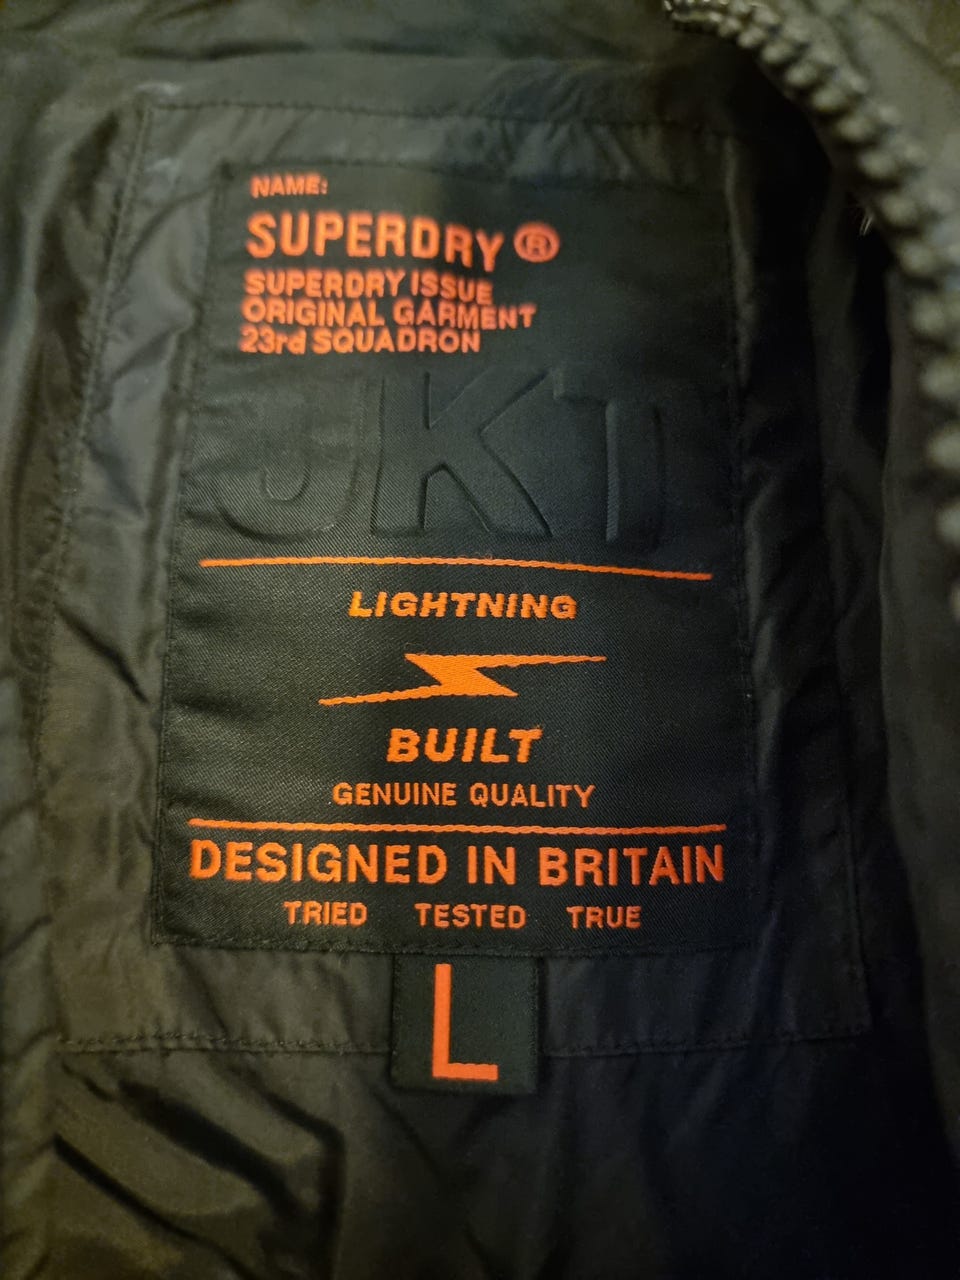 NAME:
SUPERDRY ®
SUPERDRY ISSUE
ORIGINAL GARMENT
23rd SQUADRON
JKT
LIGHTNING
BUILT
GENUINE QUALITY
DESIGNED IN BRITAIN
TRIED TESTED TRUE
L